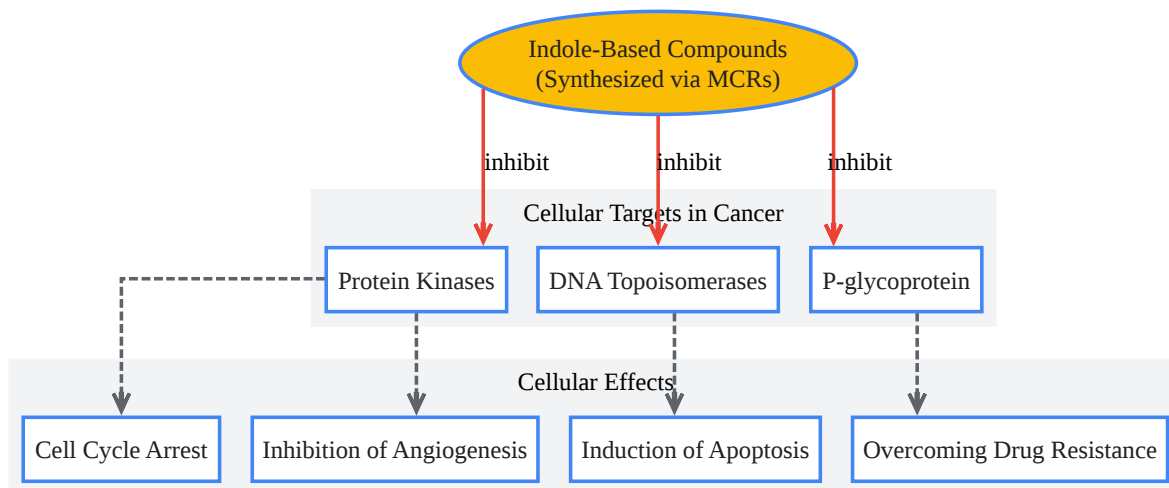 Indole-Based Compounds
(Synthesized via MCRs)
inhibit
inhibit
inhibit
Cellular Targets in Cancer
Protein Kinases
DNA Topoisomerases
P-glycoprotein
Cellular Effects
Cell Cycle Arrest
Inhibition of Angiogenesis
Induction of Apoptosis
Overcoming Drug Resistance